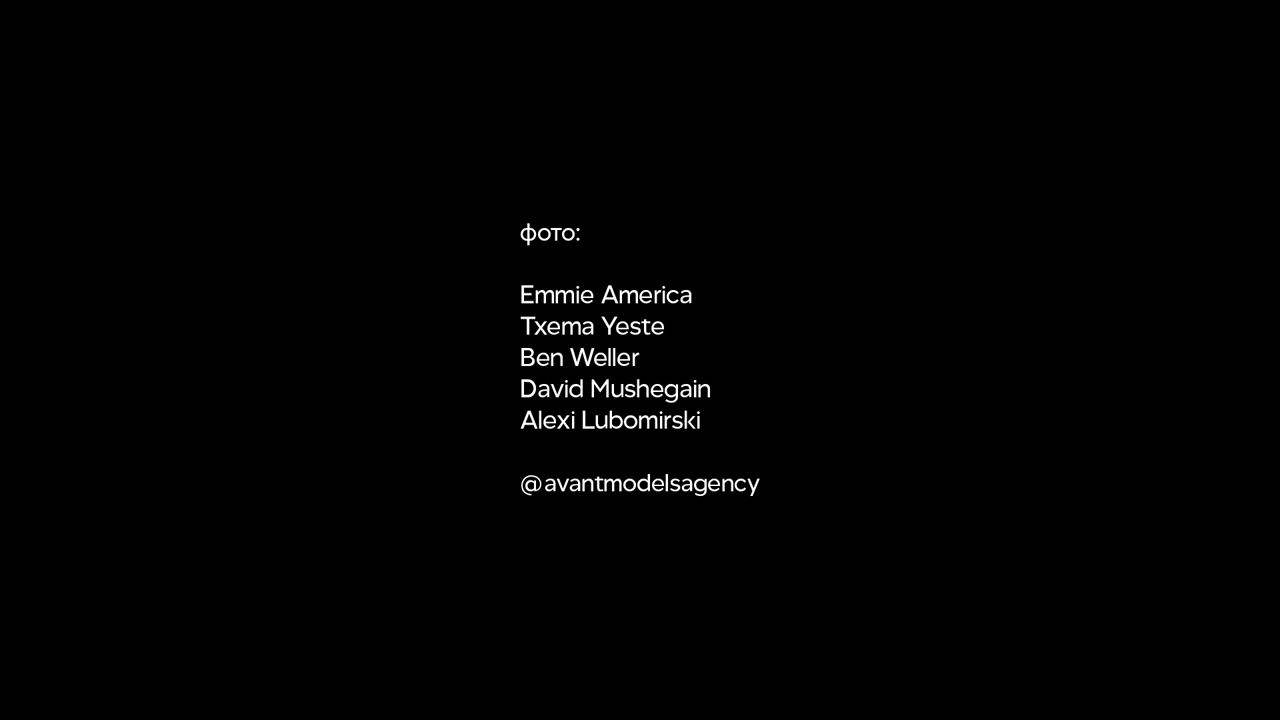 фото:
Emmie America
Txema Yeste
Ben Weller
David Mushegain
Alexi Lubomirski
@avantmodelsagency